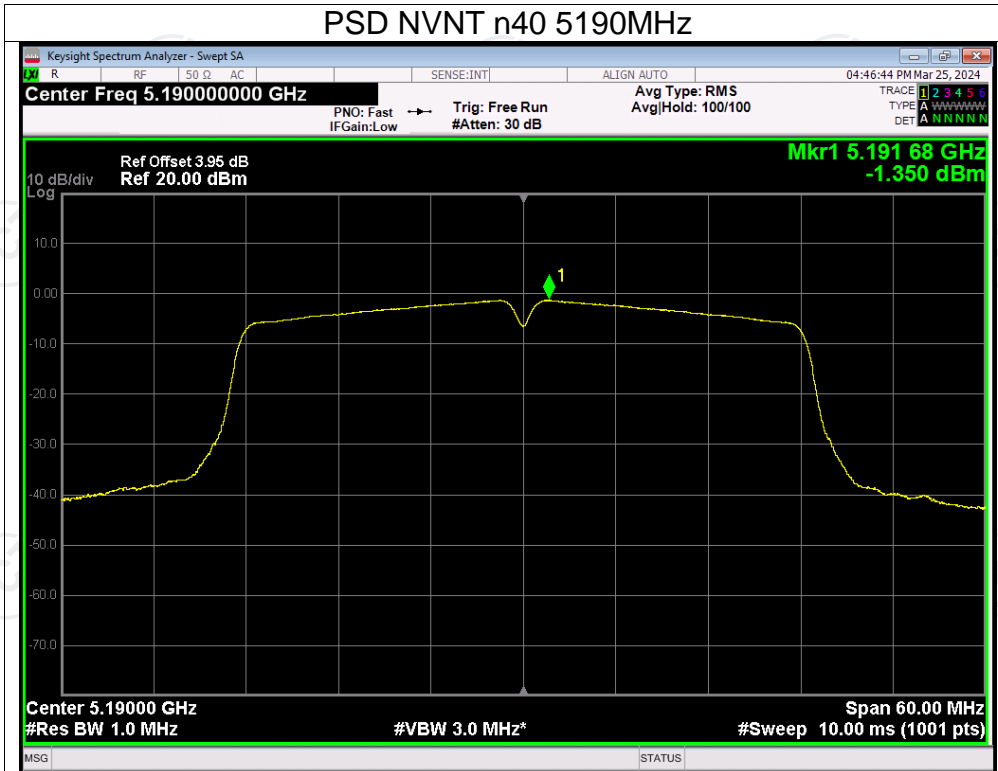 PSD NVNT n40 5190MHz
Keysight Spectrum Analyzer - Swept SA
LXI R RF 50 Ω AC SENSE:INT ALIGN AUTO 04:46:44 PM Mar 25, 2024
Center Freq 5.190000000 GHz Avg Type: RMS TRACE 1 2 3 4 5 6
PNO: Fast Trig: Free Run Avg|Hold: 100/100 TYPE A WWWWW
IFGain:Low #Atten: 30 dB DET A N N N N N
Mkr1 5.191 68 GHz
Ref Offset 3.95 dB
10 dB/div Ref 20.00 dBm -1.350 dBm
Log
10.0
1
0.00
-10.0
-20.0
-30.0
-40.0
-50.0
-60.0
-70.0
Center 5.19000 GHz Span 60.00 MHz
#Res BW 1.0 MHz #VBW 3.0 MHz* #Sweep 10.00 ms (1001 pts)
MSG STATUS